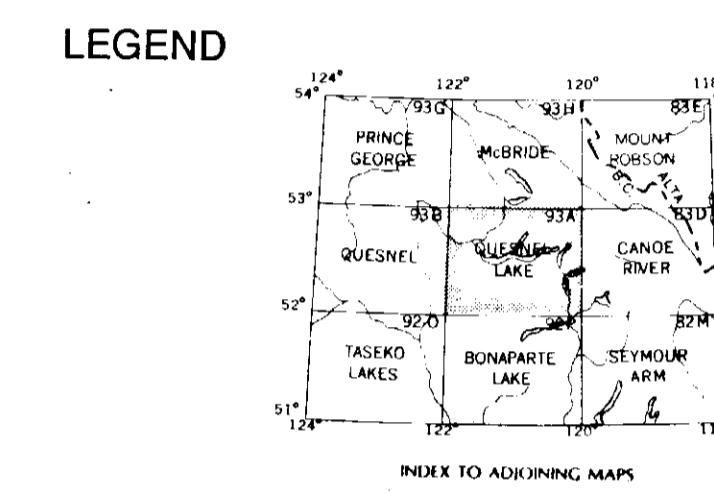 LEGEND
124° 122° 120°
54° 93G 93H 83E
PRINCE McBRIDE MOUNT
GEORGE ROBSON
B.C. ALTA
53° 93B 93A 83D
QUESNEL QUESNEL CANOE
LAKE RIVER
52° 92O 82M
TASEKO BONAPARTE SEYMOUR
LAKES LAKE ARM
51°
124° 122° 120°
INDEX TO ADJOINING MAPS